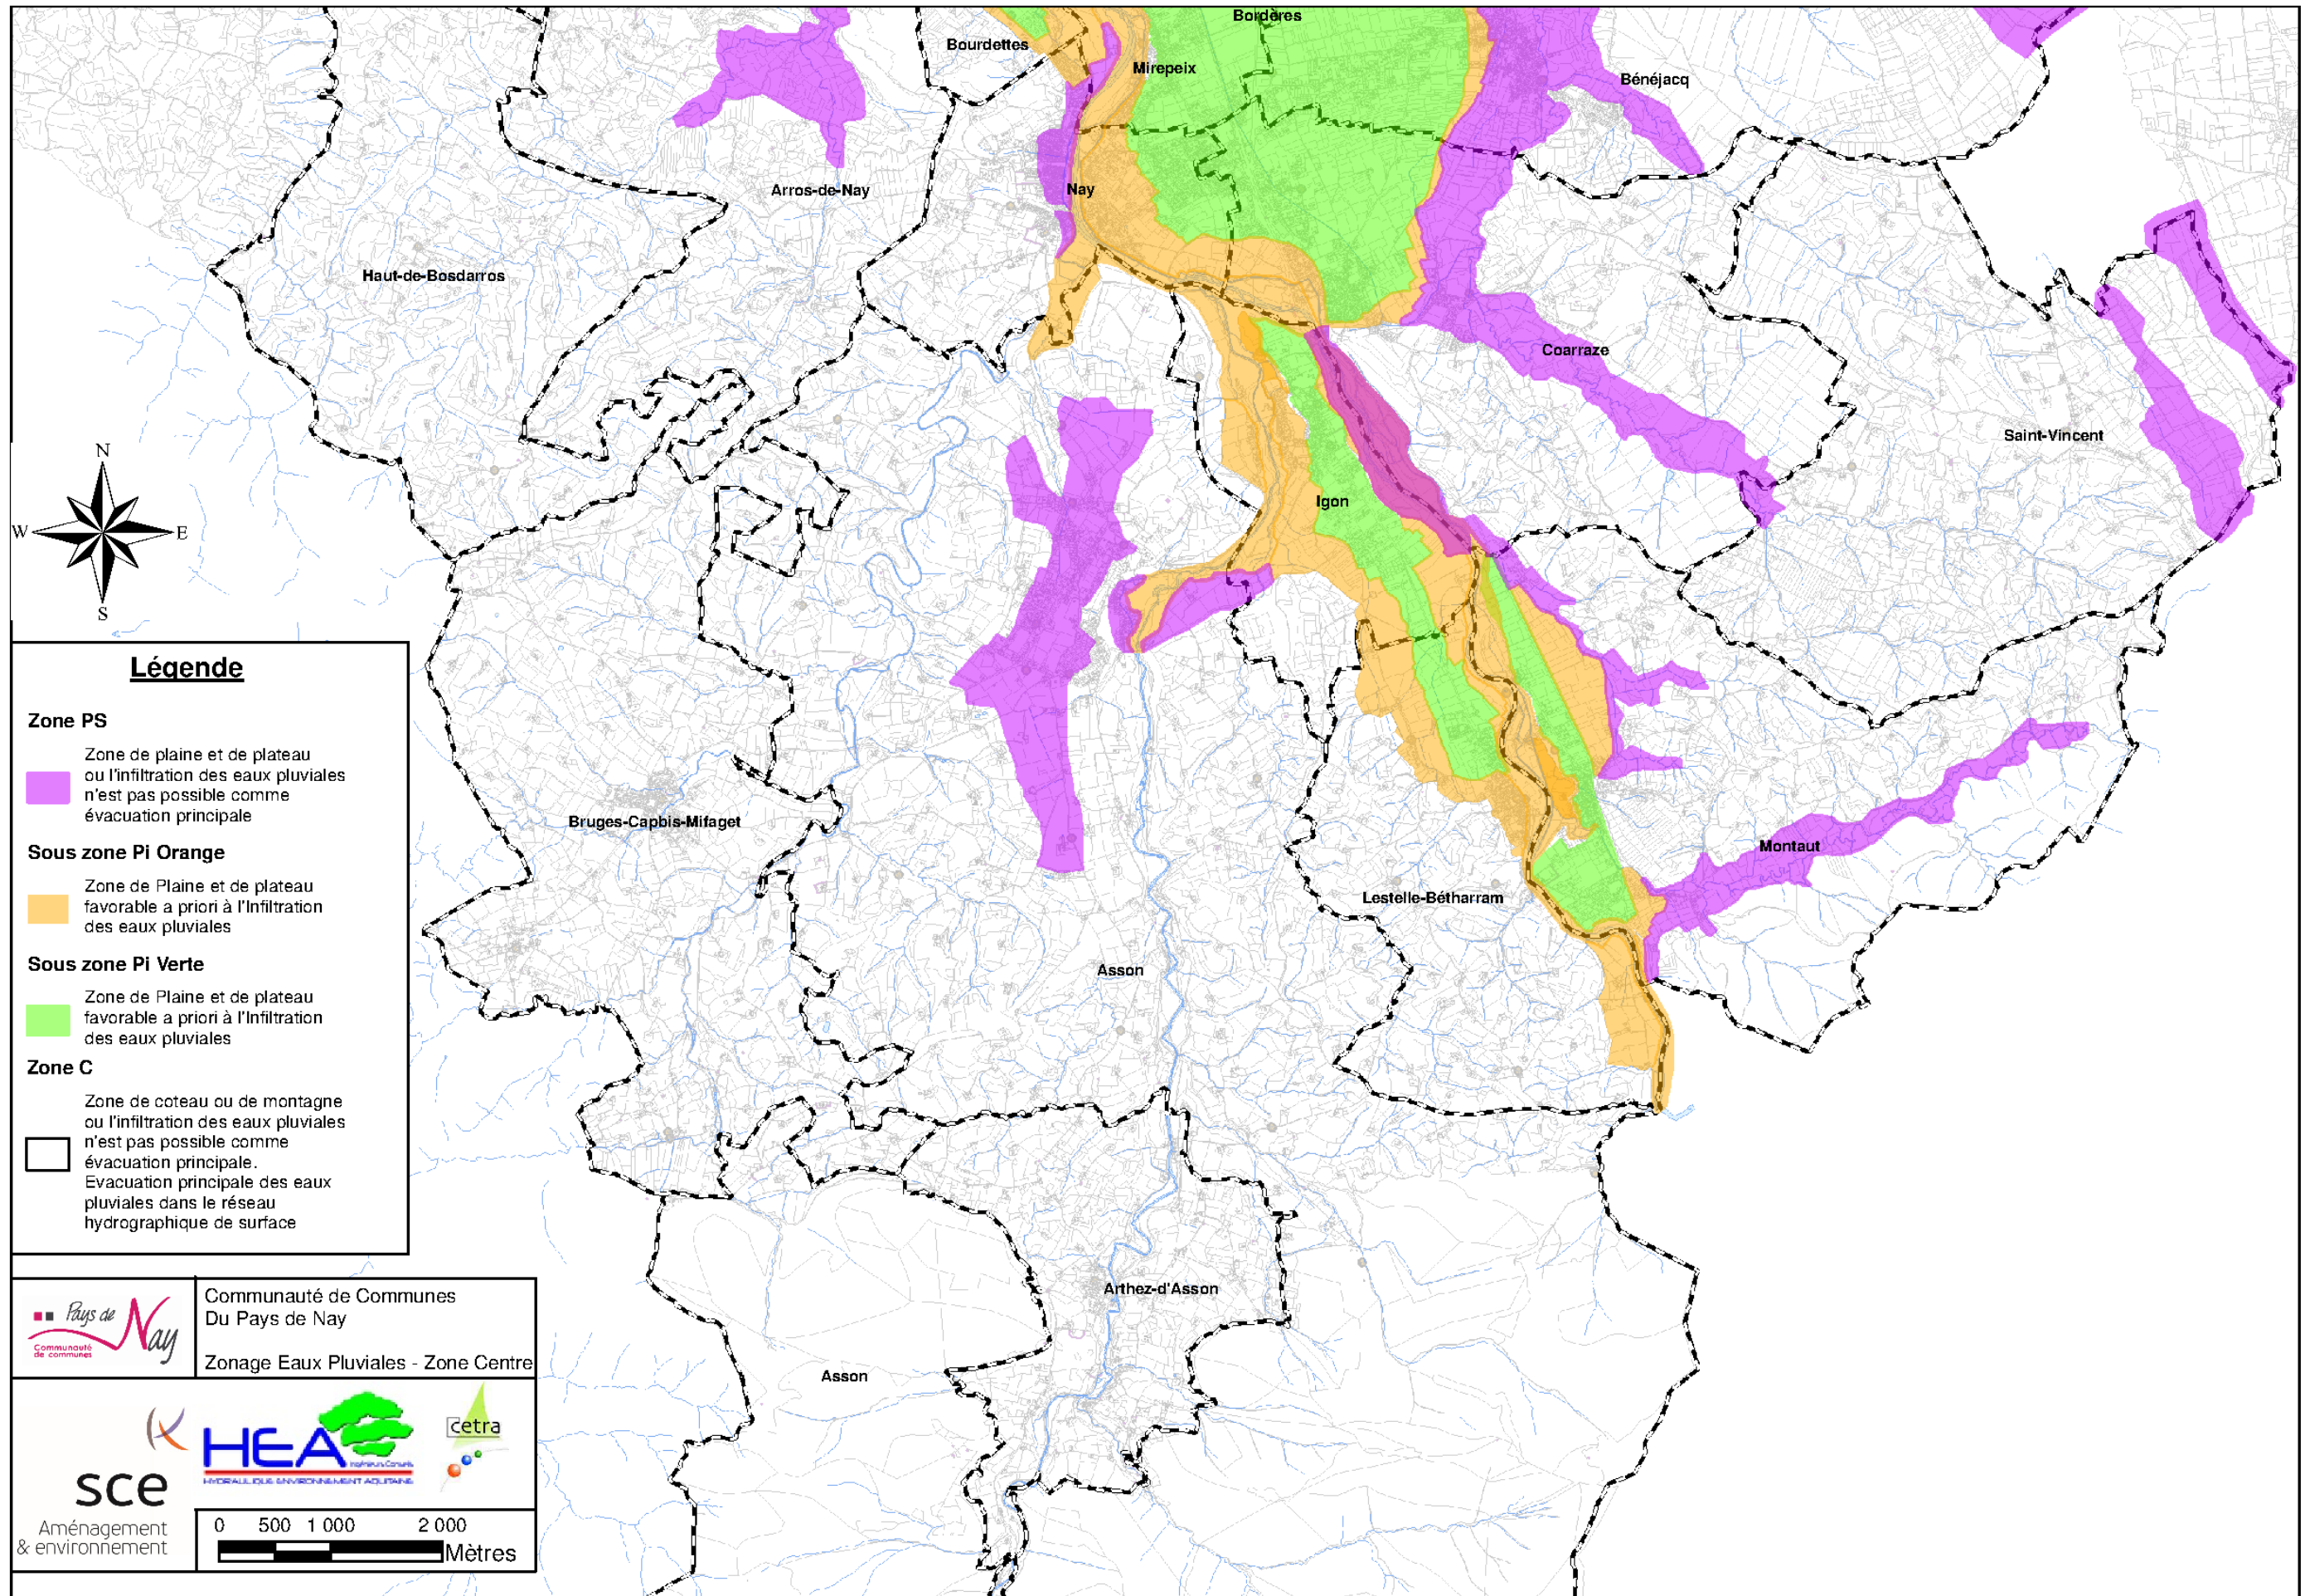 Bordères
Bourdettes
Mirepeix
Bénéjacq
Arros-de-Nay
Nay
Haut-de-Bosdarros
Coarraze
Saint-Vincent
Igon
N
W
E
S
Bruges-Capbis-Mifaget
Montaut
Lestelle-Bétharram
Asson
Arthez-d'Asson
Asson
Légende
Zone PS
Zone de plaine et de plateau
ou l'infiltration des eaux pluviales
n'est pas possible comme
évacuation principale
Sous zone Pi Orange
Zone de Plaine et de plateau
favorable a priori à l'Infiltration
des eaux pluviales
Sous zone Pi Verte
Zone de Plaine et de plateau
favorable a priori à l'Infiltration
des eaux pluviales
Zone C
Zone de coteau ou de montagne
ou l'infiltration des eaux pluviales
n'est pas possible comme
évacuation principale.
Evacuation principale des eaux
pluviales dans le réseau
hydrographique de surface
Pays de
Nay
Communauté
de communes
Communauté de Communes
Du Pays de Nay
Zonage Eaux Pluviales - Zone Centre
sce
Aménagement
& environnement
HEA
Ingénieurs Conseils
HYDRAULIQUE ENVIRONNEMENT AQUITAINE
cetra
0 500 1 000 2 000
Mètres